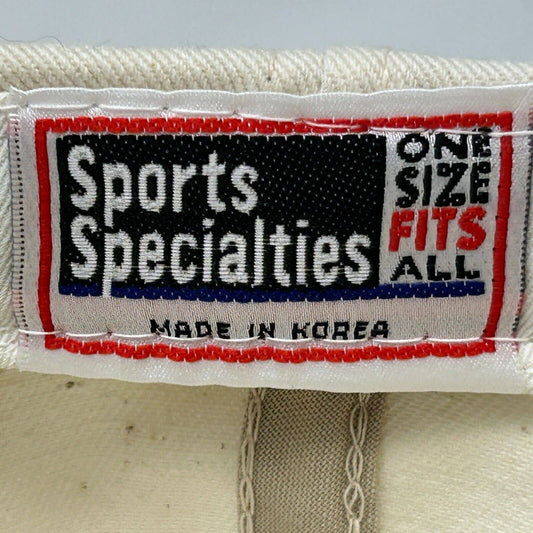 Sports
Specialties
ONE
SIZE
FITS
ALL
MADE IN KOREA